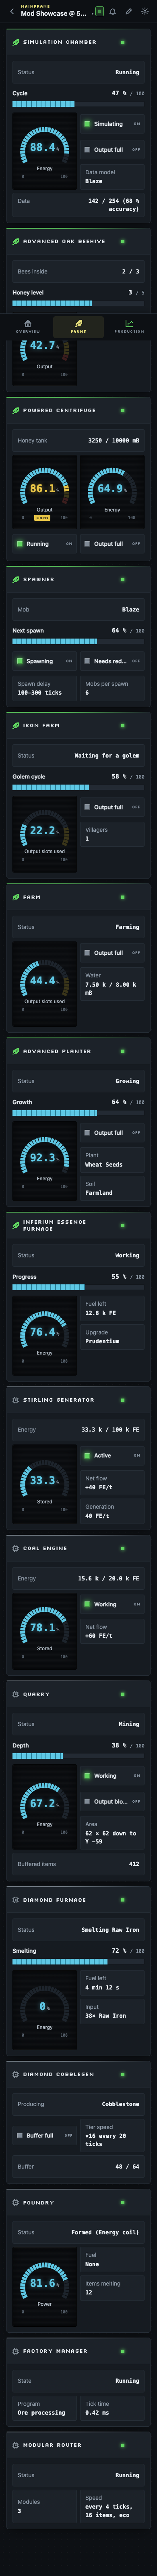 MAINFRAME
Mod Showcase @ 5...
SIMULATION CHAMBER
Status Running
Cycle 47 % / 100
88.4%
Energy
0 100
Simulating ON
Output full OFF
Data model
Blaze
Data 142 / 254 (68 %
accuracy)
ADVANCED OAK BEEHIVE
Bees inside 2 / 3
Honey level 3 / 5
OVERVIEW FARMS PRODUCTION
42.7%
Output
0 100
POWERED CENTRIFUGE
Honey tank 3250 / 10000 mB
86.1%
Output
0 WARN 100
64.9%
Energy
0 100
Running ON
Output full OFF
SPAWNER
Mob Blaze
Next spawn 64 % / 100
Spawning ON
Needs red... OFF
Spawn delay
100–300 ticks
Mobs per spawn
6
IRON FARM
Status Waiting for a golem
Golem cycle 58 % / 100
22.2%
Output slots used
0 100
Output full OFF
Villagers
1
FARM
Status Farming
44.4%
Output slots used
0 100
Output full OFF
Water
7.50 k / 8.00 k
mB
ADVANCED PLANTER
Status Growing
Growth 64 % / 100
92.3%
Energy
0 100
Output full OFF
Plant
Wheat Seeds
Soil
Farmland
INFERIUM ESSENCE
FURNACE
Status Working
Progress 55 % / 100
76.4%
Energy
0 100
Fuel left
12.8 k FE
Upgrade
Prudentium
STIRLING GENERATOR
Energy 33.3 k / 100 k FE
33.3%
Stored
0 100
Active ON
Net flow
+40 FE/t
Generation
40 FE/t
COAL ENGINE
Energy 15.6 k / 20.0 k FE
78.1%
Stored
0 100
Working ON
Net flow
+60 FE/t
QUARRY
Status Mining
Depth 38 % / 100
67.2%
Energy
0 100
Working ON
Output blo... OFF
Area
62 × 62 down to
Y −59
Buffered items 412
DIAMOND FURNACE
Status Smelting Raw Iron
Smelting 72 % / 100
0%
Energy
0 100
Fuel left
4 min 12 s
Input
38× Raw Iron
DIAMOND COBBLEGEN
Producing Cobblestone
Buffer full OFF
Tier speed
×16 every 20
ticks
Buffer 48 / 64
FOUNDRY
Status Formed (Energy coil)
81.6%
Power
0 100
Fuel
None
Items melting
12
FACTORY MANAGER
State Running
Program
Ore processing
Tick time
0.42 ms
MODULAR ROUTER
Status Running
Modules
3
Speed
every 4 ticks,
16 items, eco